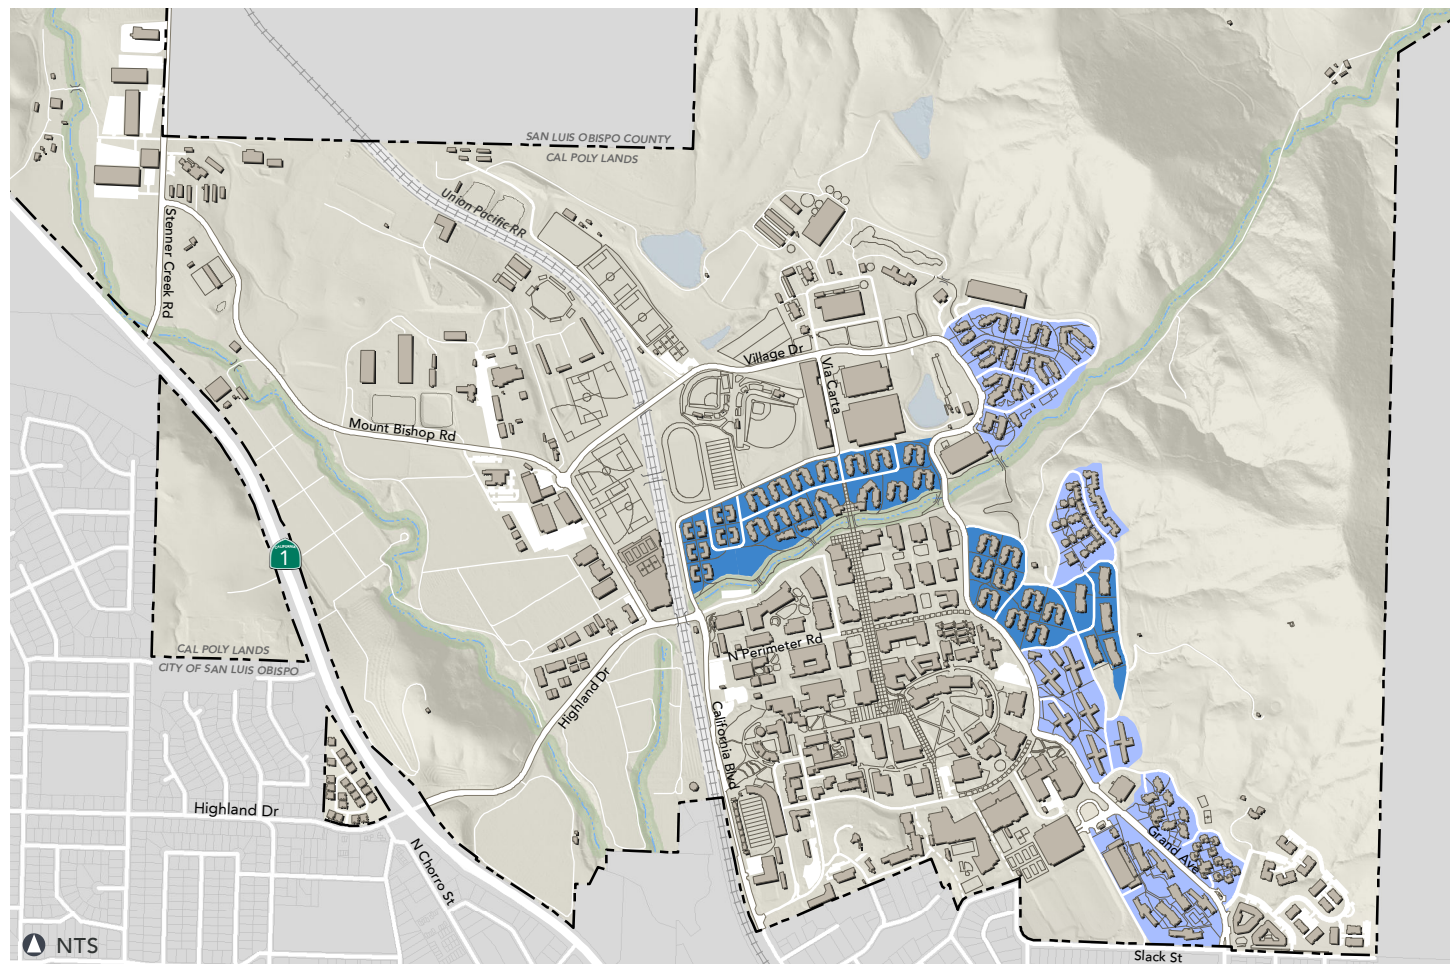 SAN LUIS OBISPO COUNTY
CAL POLY LANDS
Union Pacific RR
Stenner Creek Rd
Village Dr
Via Carta
Mount Bishop Rd
CALIFORNIA
1
N Perimeter Rd
CAL POLY LANDS
CITY OF SAN LUIS OBISPO
Highland Dr
California Blvd
Highland Dr
Grand Ave
N Chorro St
NTS
Slack St